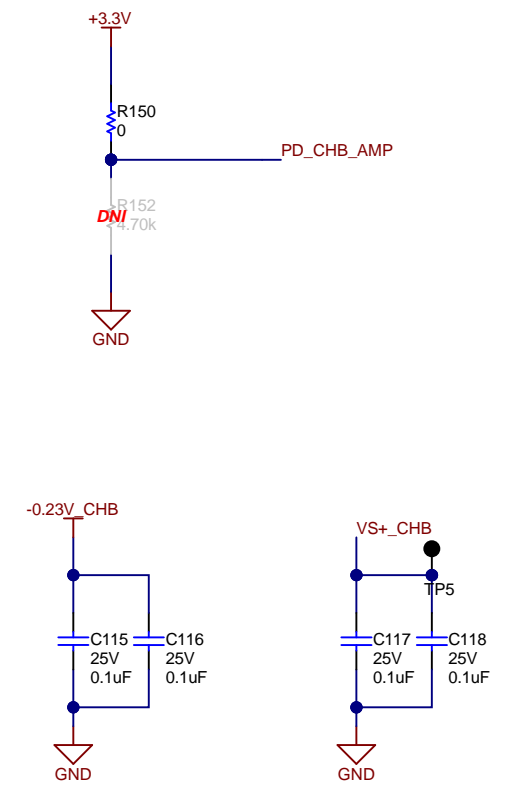 +3.3V
R150
0
PD_CHB_AMP
R152
DNI
4.70k
GND
-0.23V_CHB
VS+_CHB
TP5
C115
25V
0.1uF
C116
25V
0.1uF
C117
25V
0.1uF
C118
25V
0.1uF
GND
GND